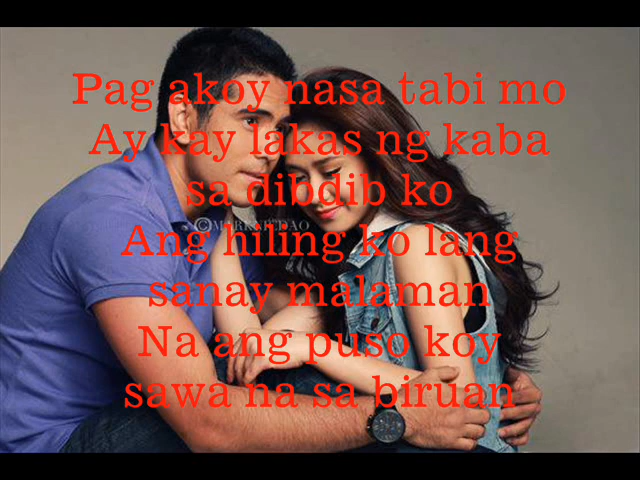 Pag akoy nasa tabi mo
Ay kay lakas ng kaba
sa dibdib ko
Ang hiling ko lang
sanay malaman
Na ang puso koy
sawa na sa biruan